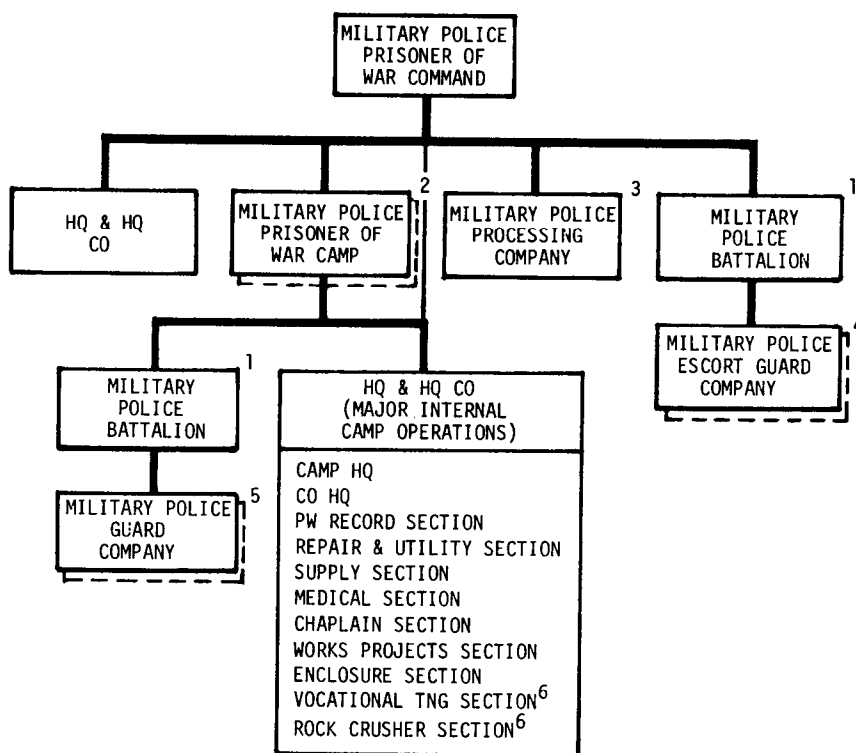 MILITARY POLICE
PRISONER OF
WAR COMMAND
HQ & HQ
CO
2
MILITARY POLICE
PRISONER OF
WAR CAMP
3
MILITARY POLICE
PROCESSING
COMPANY
1
MILITARY
POLICE
BATTALION
4
MILITARY POLICE
ESCORT GUARD
COMPANY
1
MILITARY
POLICE
BATTALION
5
MILITARY POLICE
GUARD
COMPANY
HQ & HQ CO
(MAJOR INTERNAL
CAMP OPERATIONS)
CAMP HQ
CO HQ
PW RECORD SECTION
REPAIR & UTILITY SECTION
SUPPLY SECTION
MEDICAL SECTION
CHAPLAIN SECTION
WORKS PROJECTS SECTION
ENCLOSURE SECTION
VOCATIONAL TNG SECTION6
ROCK CRUSHER SECTION6